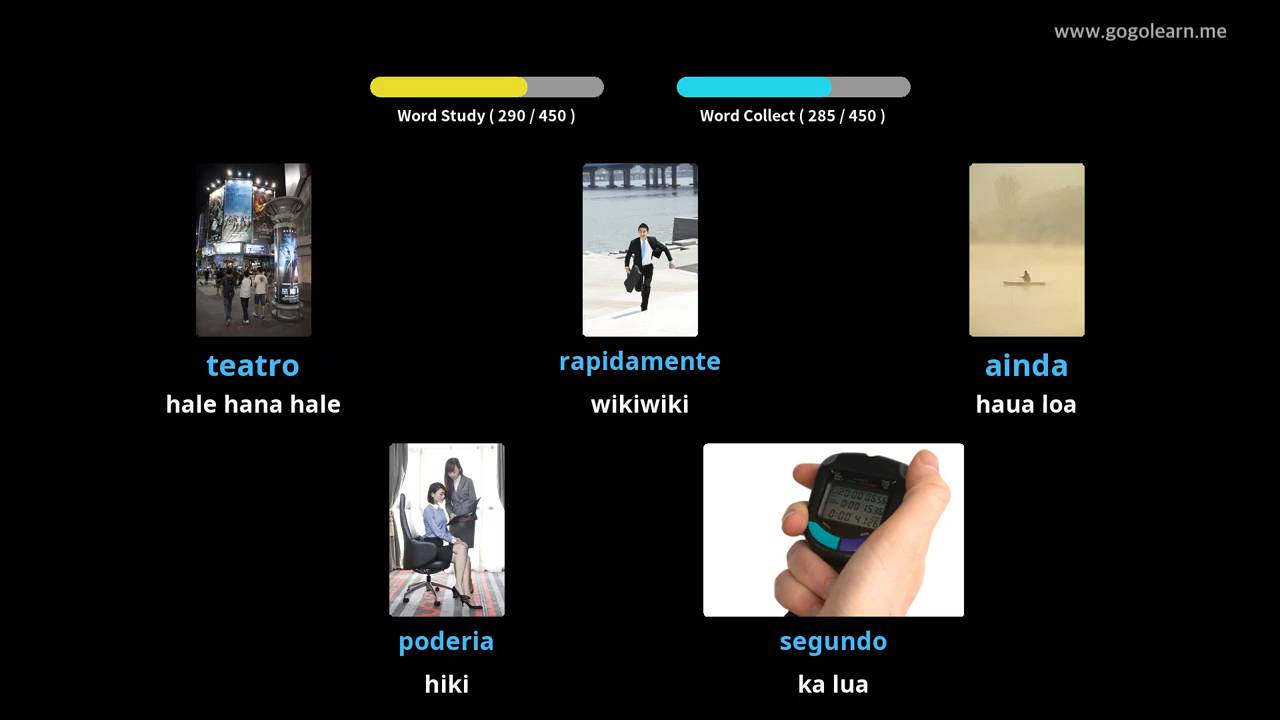 www.gogolearn.me
Word Study ( 290 / 450 )
Word Collect ( 285 / 450 )
teatro
hale hana hale
rapidamente
wikiwiki
ainda
haua loa
poderia
hiki
segundo
ka lua